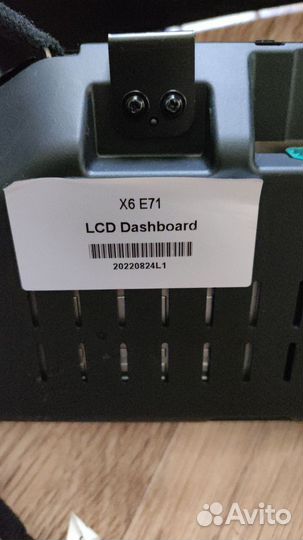 X6 E71
LCD Dashboard
20220824L1
Avito